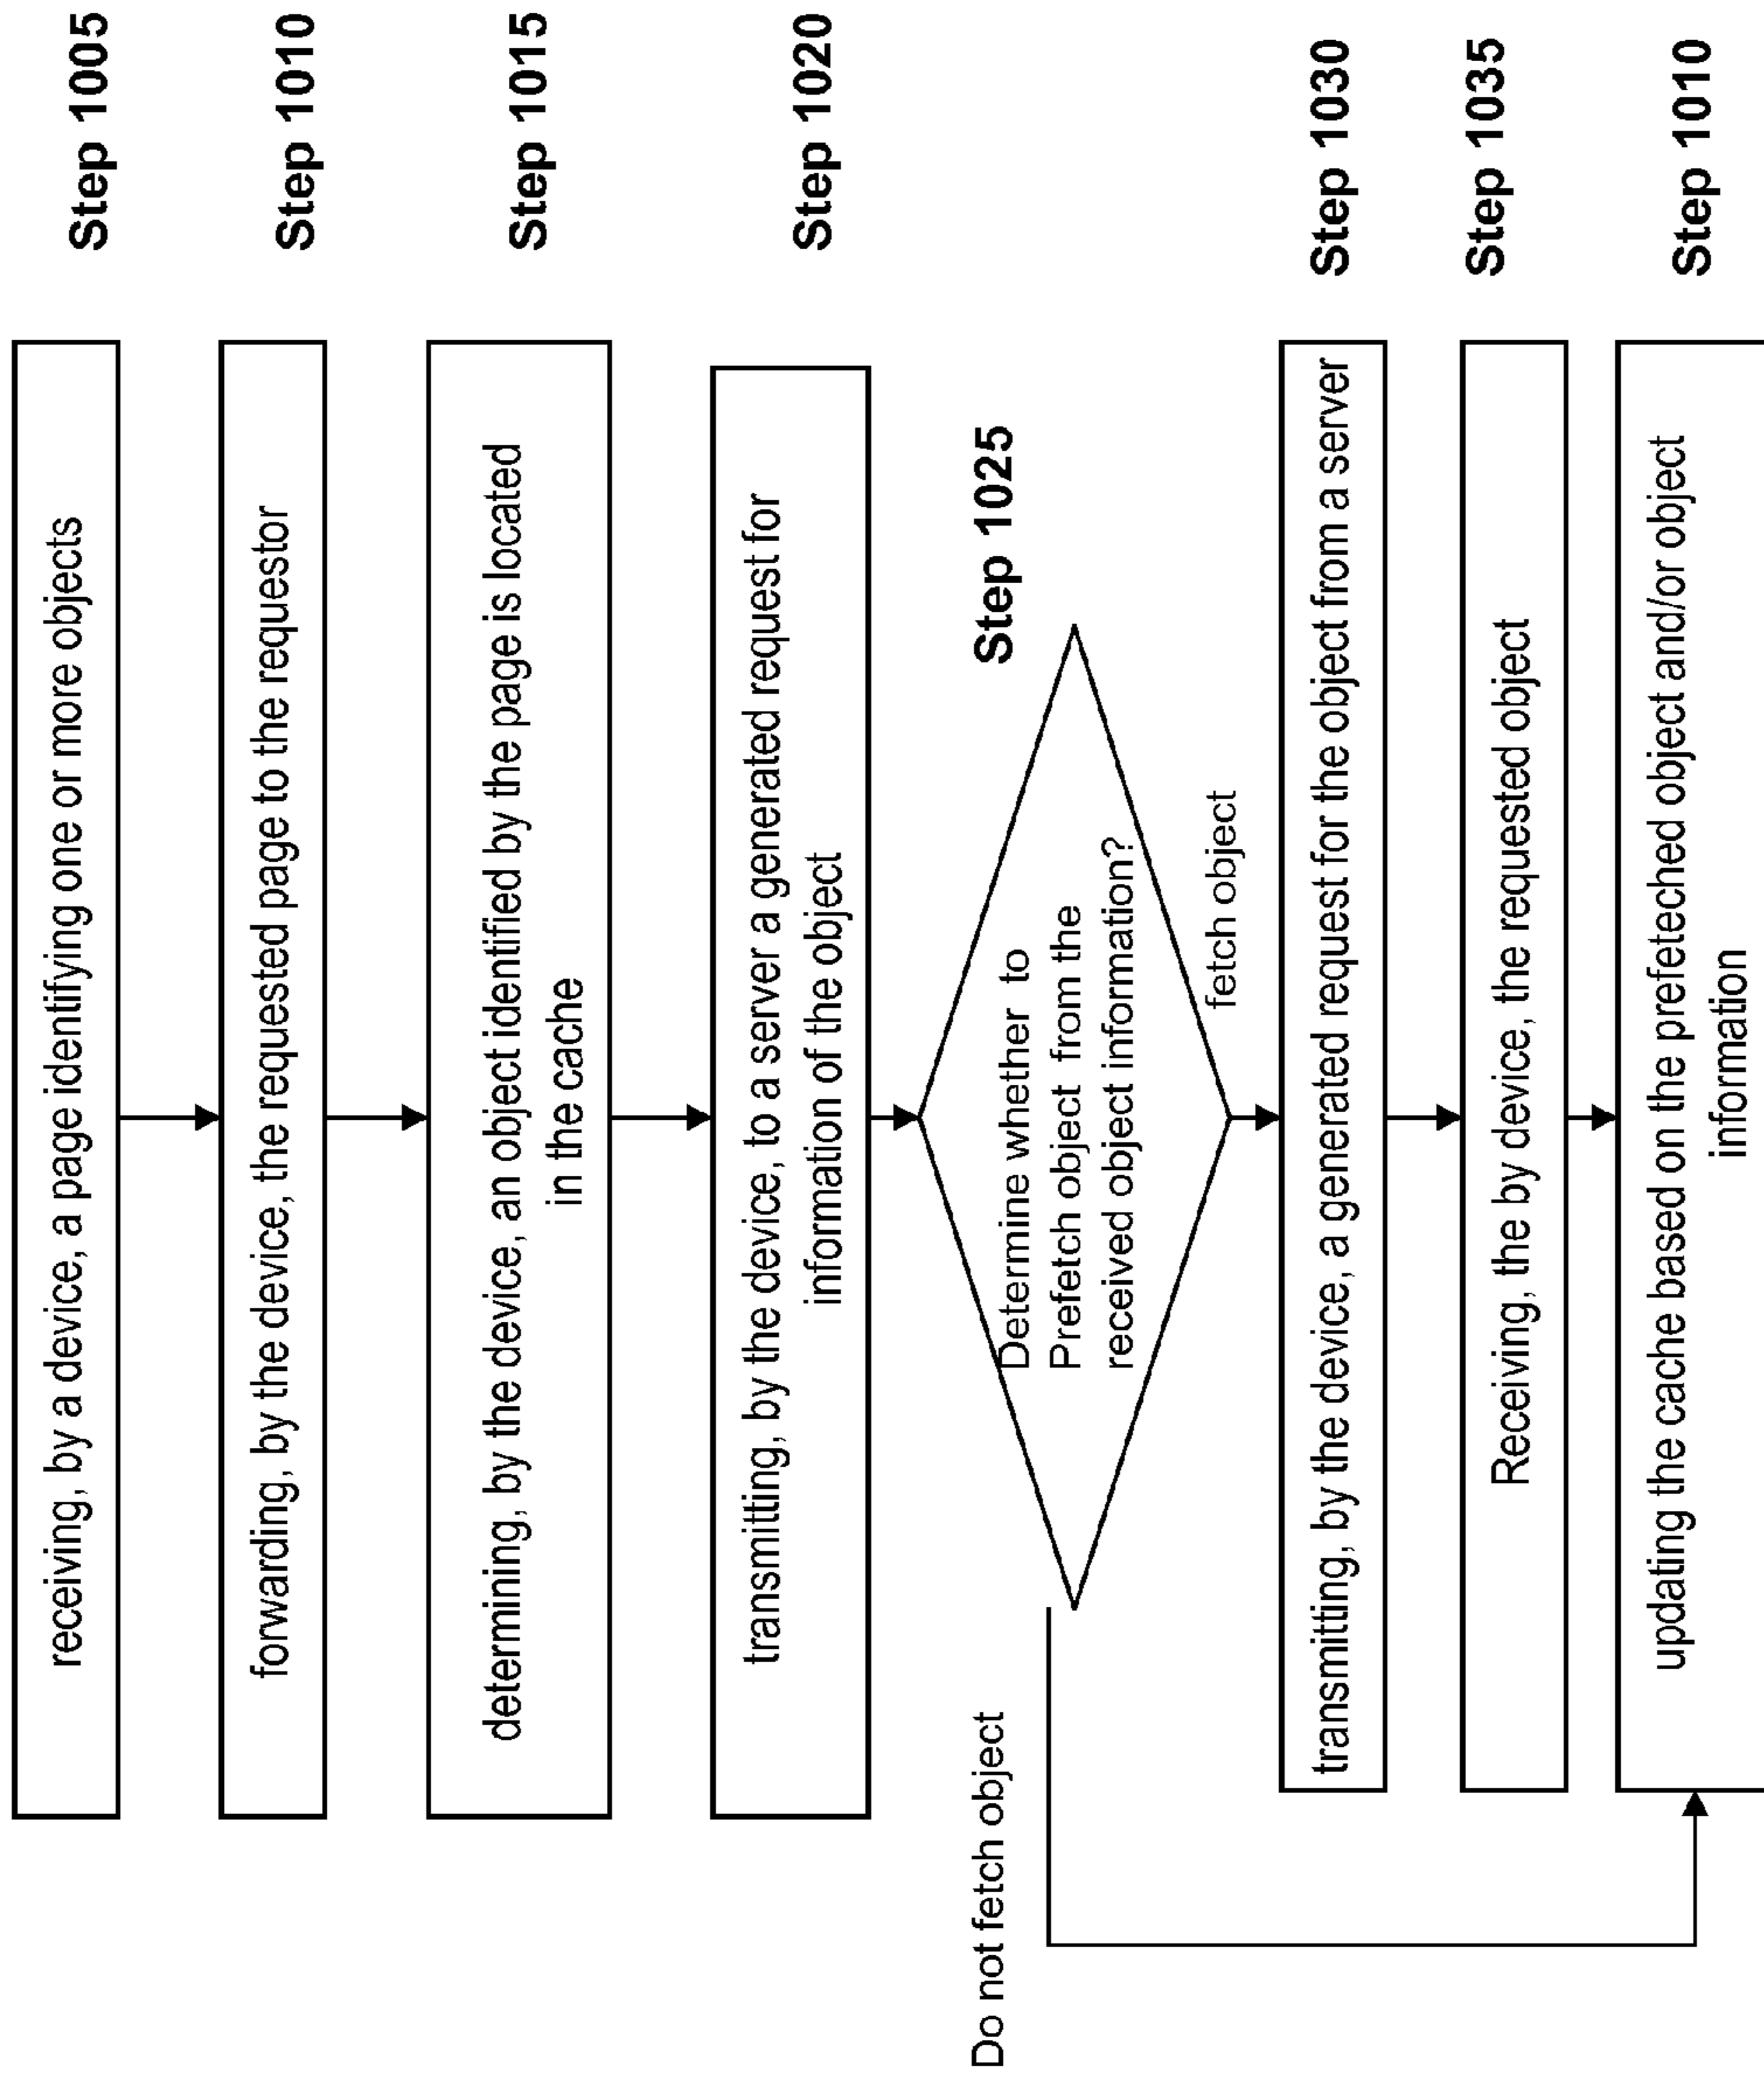 receiving, by a device, a page identifying one or more objects
Step 1005
forwarding, by the device, the requested page to the requestor
Step 1010
determining, by the device, an object identified by the page is located
in the cache
Step 1015
transmitting, by the device, to a server a generated request for
information of the object
Step 1020
Step 1025
Determine whether to
Prefetch object from the
received object information?
Do not fetch object
fetch object
transmitting, by the device, a generated request for the object from a server
Step 1030
Receiving, the by device, the requested object
Step 1035
updating the cache based on the prefeteched object and/or object
information
Step 1010